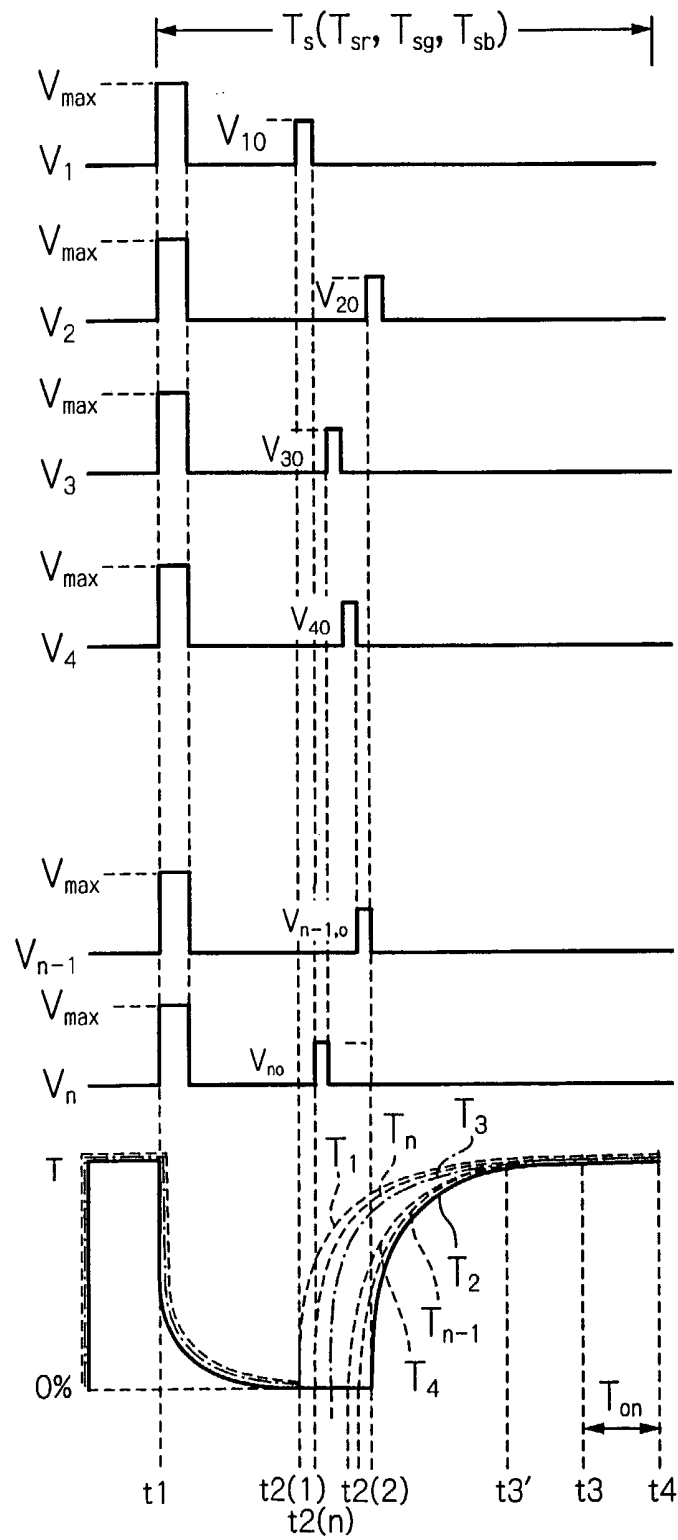 Ts(Tsr, Tsg, Tsb)
Vmax
V10
V1
Vmax
V20
V2
Vmax
V30
V3
Vmax
V40
V4
Vmax
Vn-1,o
Vn-1
Vmax
Vno
Vn
T
T1
Tn
T3
T2
Tn-1
T4
0%
Ton
t1
t2(1)
t2(n)
t2(2)
t3'
t3
t4